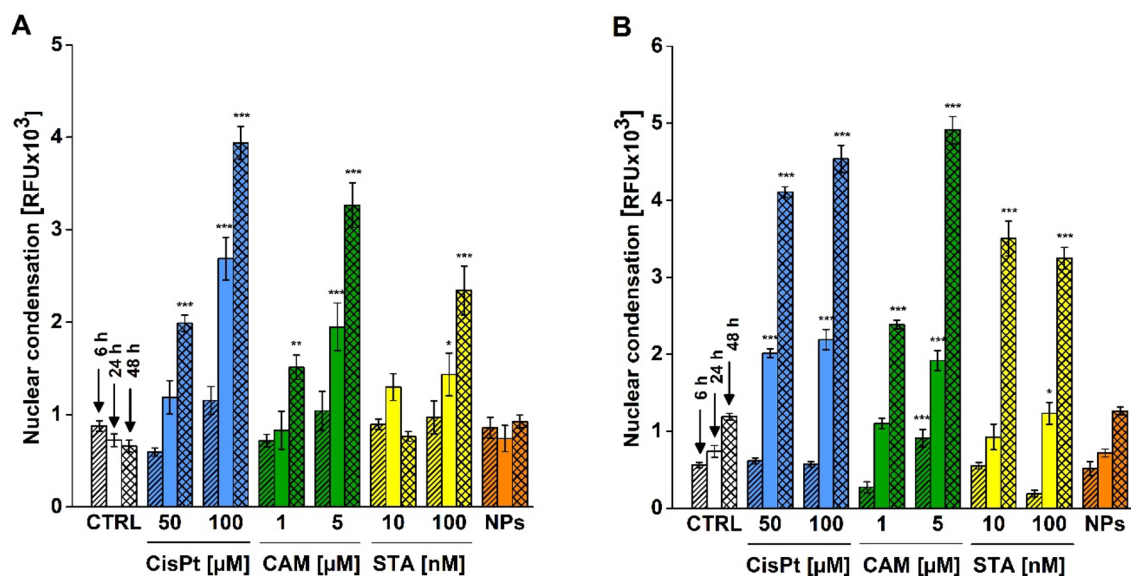 A
Nuclear condensation [RFUx10³]
5
4
3
2
1
0
6 h
24 h
48 h
***
***
***
**
***
***
*
***
CTRL 50 100 1 5 10 100 NPs
CisPt [µM] CAM [µM] STA [nM]
B
Nuclear condensation [RFUx10³]
6
5
4
3
2
1
0
6 h
24 h
48 h
***
***
***
***
***
***
***
***
***
*
***
CTRL 50 100 1 5 10 100 NPs
CisPt [µM] CAM [µM] STA [nM]